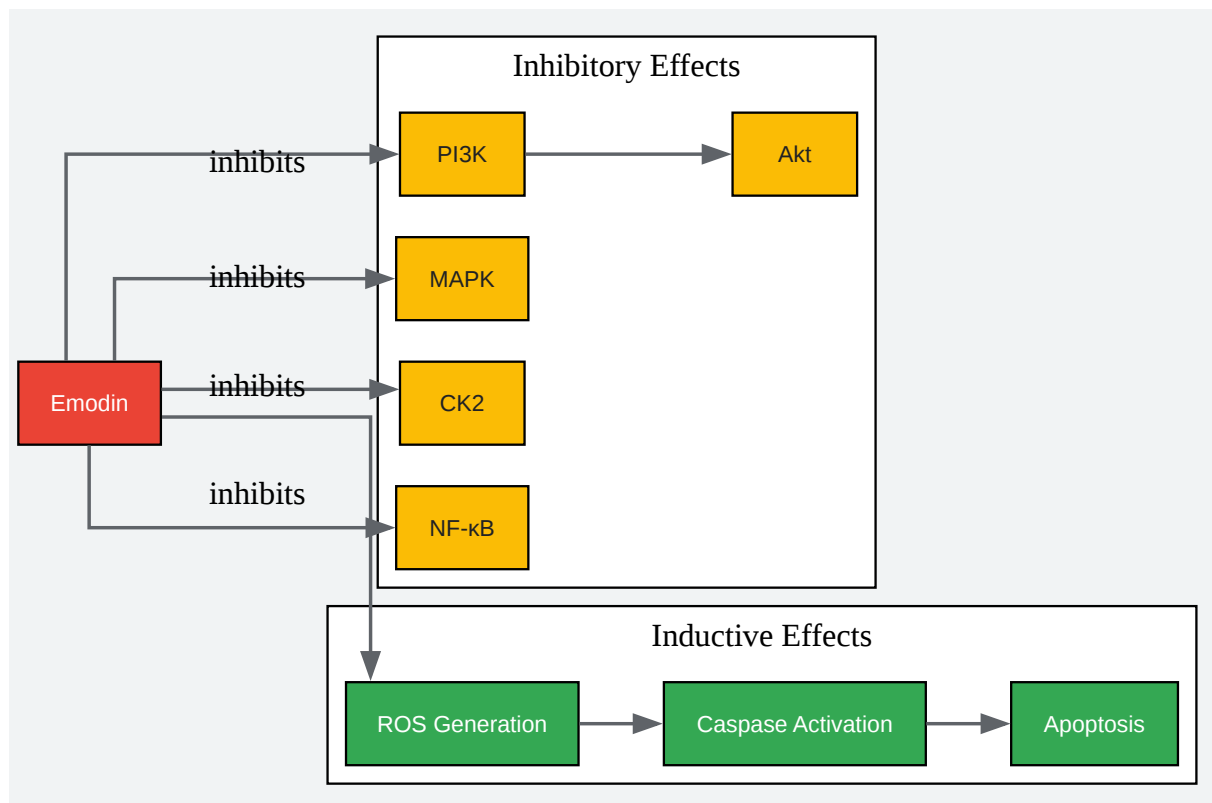 Inhibitory Effects
inhibits
PI3K
Akt
inhibits
MAPK
Emodin
inhibits
CK2
inhibits
NF-κB
Inductive Effects
ROS Generation
Caspase Activation
Apoptosis